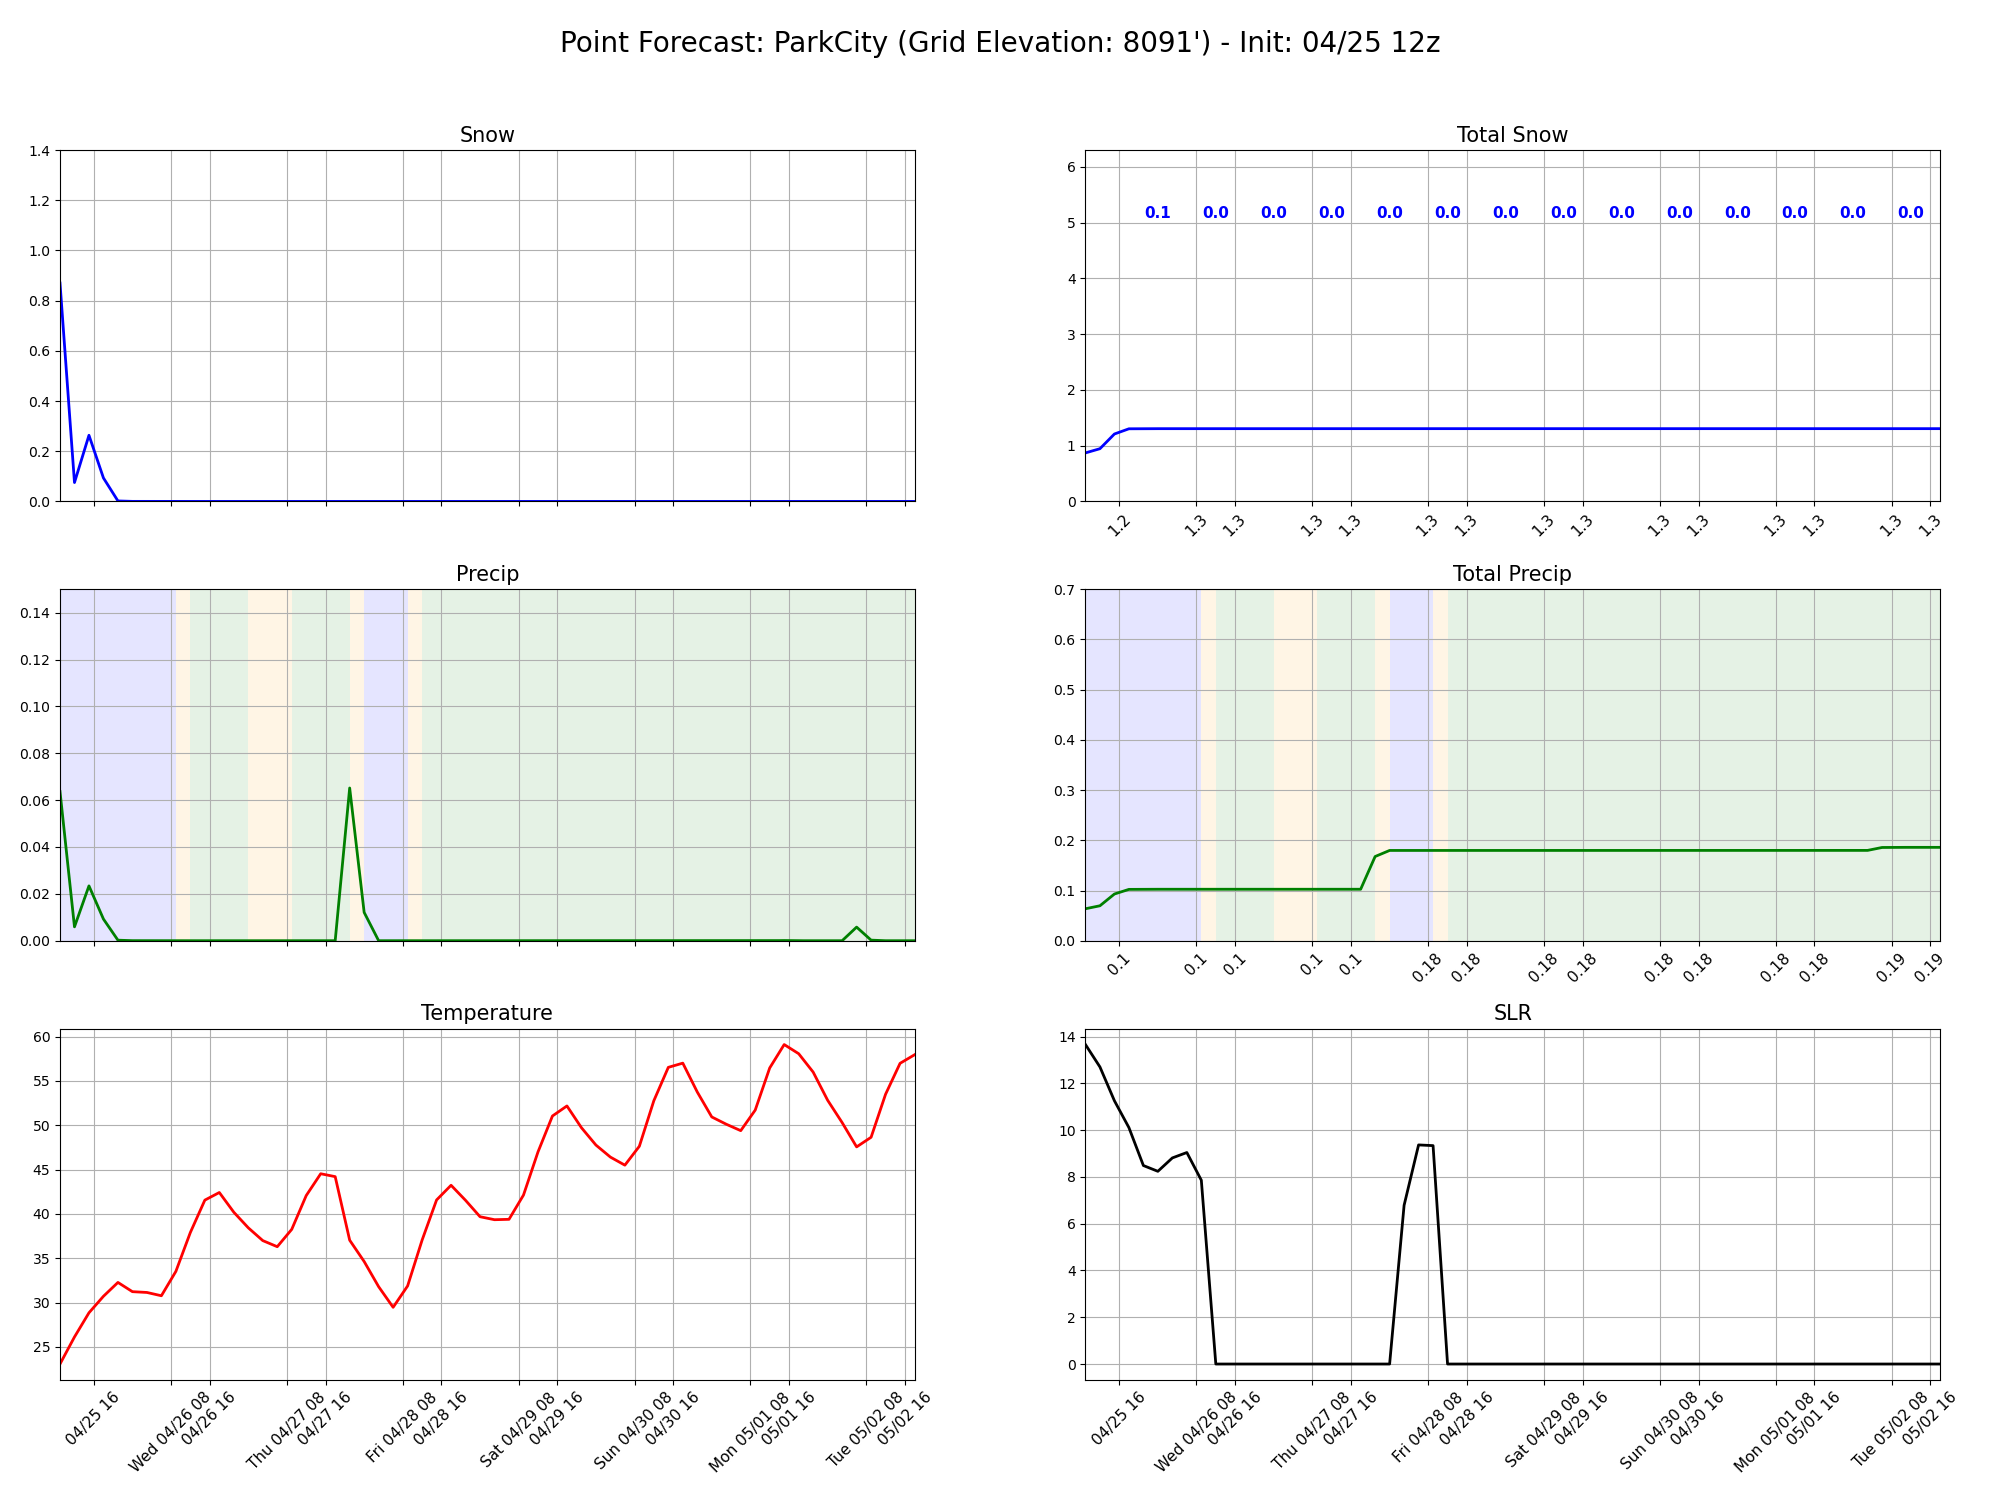 Point Forecast: ParkCity (Grid Elevation: 8091') - Init: 04/25 12z
Snow
1.4
1.2
1.0
0.8
0.6
0.4
0.2
0.0
Total Snow
6
5
4
3
2
1
0
0.1 0.0 0.0 0.0 0.0 0.0 0.0 0.0 0.0 0.0 0.0 0.0 0.0 0.0
1.2 1.3 1.3 1.3 1.3 1.3 1.3 1.3 1.3 1.3 1.3 1.3 1.3 1.3 1.3
Precip
0.14
0.12
0.10
0.08
0.06
0.04
0.02
0.00
Total Precip
0.7
0.6
0.5
0.4
0.3
0.2
0.1
0.0
0.1 0.1 0.1 0.1 0.1 0.18 0.18 0.18 0.18 0.18 0.18 0.18 0.18 0.19 0.19
Temperature
60
55
50
45
40
35
30
25
04/25 16
Wed 04/26 08
04/26 16
Thu 04/27 08
04/27 16
Fri 04/28 08
04/28 16
Sat 04/29 08
04/29 16
Sun 04/30 08
04/30 16
Mon 05/01 08
05/01 16
Tue 05/02 08
05/02 16
SLR
14
12
10
8
6
4
2
0
04/25 16
Wed 04/26 08
04/26 16
Thu 04/27 08
04/27 16
Fri 04/28 08
04/28 16
Sat 04/29 08
04/29 16
Sun 04/30 08
04/30 16
Mon 05/01 08
05/01 16
Tue 05/02 08
05/02 16